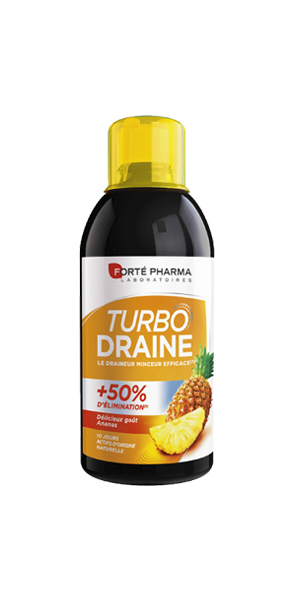 FORTÉ PHARMA
LABORATOIRES
TURBO
DRAINE
LE DRAINEUR MINCEUR EFFICACE
+50%
D'ÉLIMINATION
Délicieux goût
Ananas
10 JOURS
ACTIFS D'ORIGINE
NATURELLE